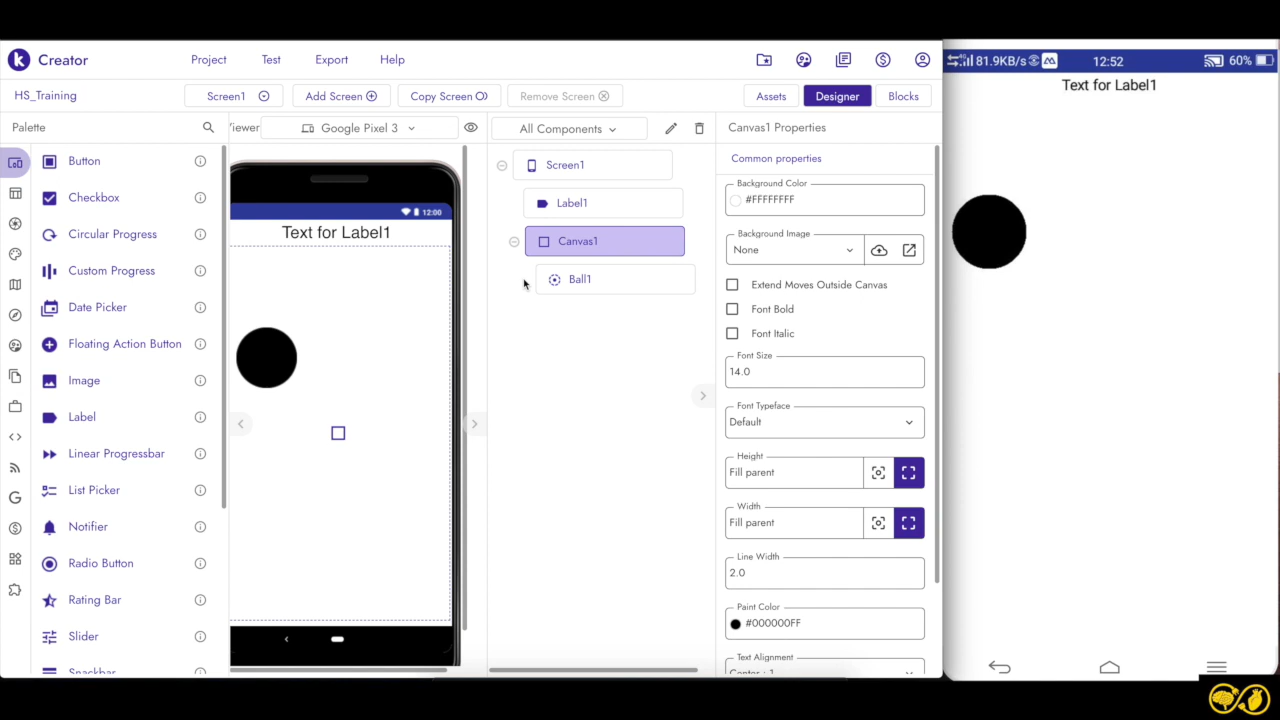 Creator
Project
Test
Export
Help
HS_Training
Screen1
Add Screen
Copy Screen
Remove Screen
Assets
Designer
Blocks
Palette
Viewer
Google Pixel 3
All Components
Canvas1 Properties
Button
Checkbox
Circular Progress
Custom Progress
Date Picker
Floating Action Button
Image
Label
Linear Progressbar
List Picker
Notifier
Radio Button
Rating Bar
Slider
Snackbar
12:00
Text for Label1
Screen1
Label1
Canvas1
Ball1
Common properties
Background Color
#FFFFFFFF
Background Image
None
Extend Moves Outside Canvas
Font Bold
Font Italic
Font Size
14.0
Font Typeface
Default
Height
Fill parent
Width
Fill parent
Line Width
2.0
Paint Color
#000000FF
Text Alignment
Center : 1
81.9KB/s
12:52
60%
Text for Label1